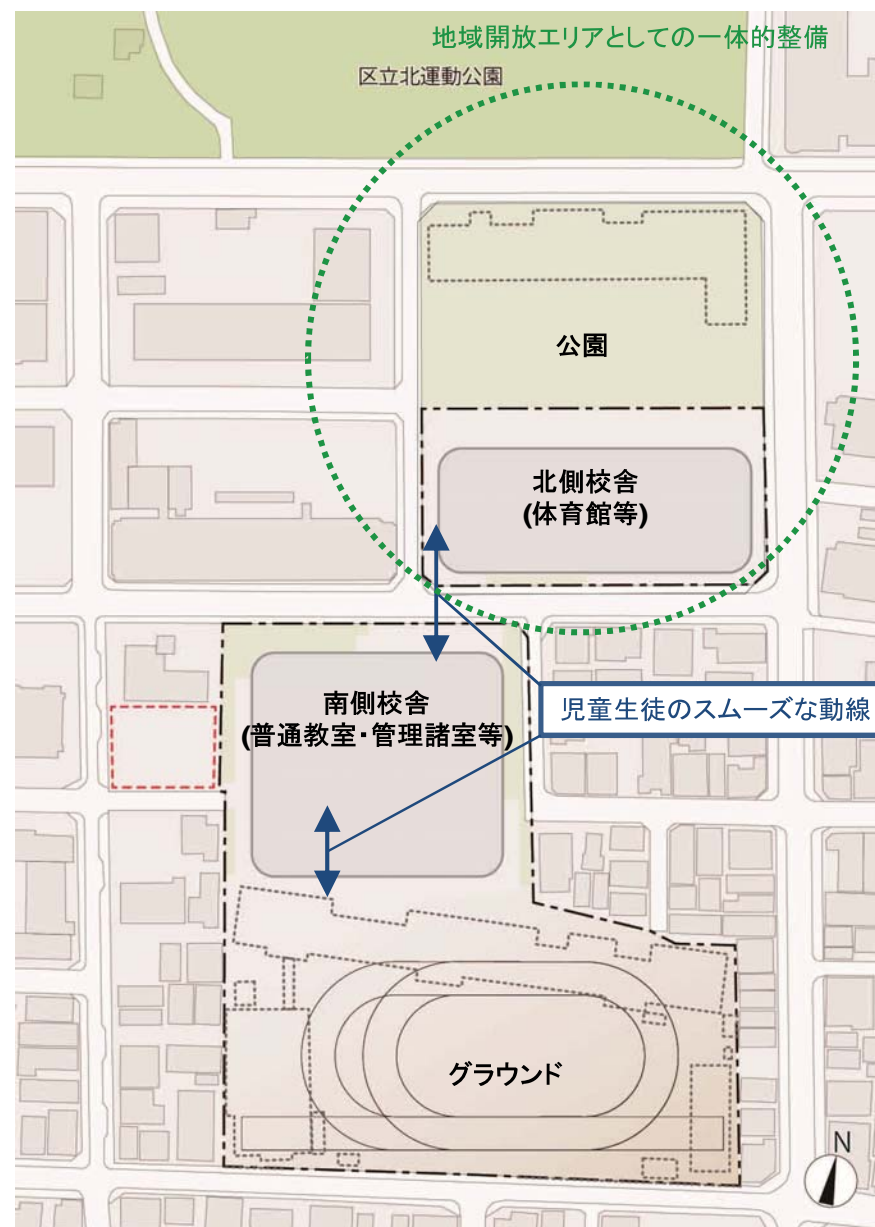 地域開放エリアとしての一体的整備
区立北運動公園
公園
北側校舎
(体育館等)
南側校舎
(普通教室・管理諸室等)
児童生徒のスムーズな動線
グラウンド
N